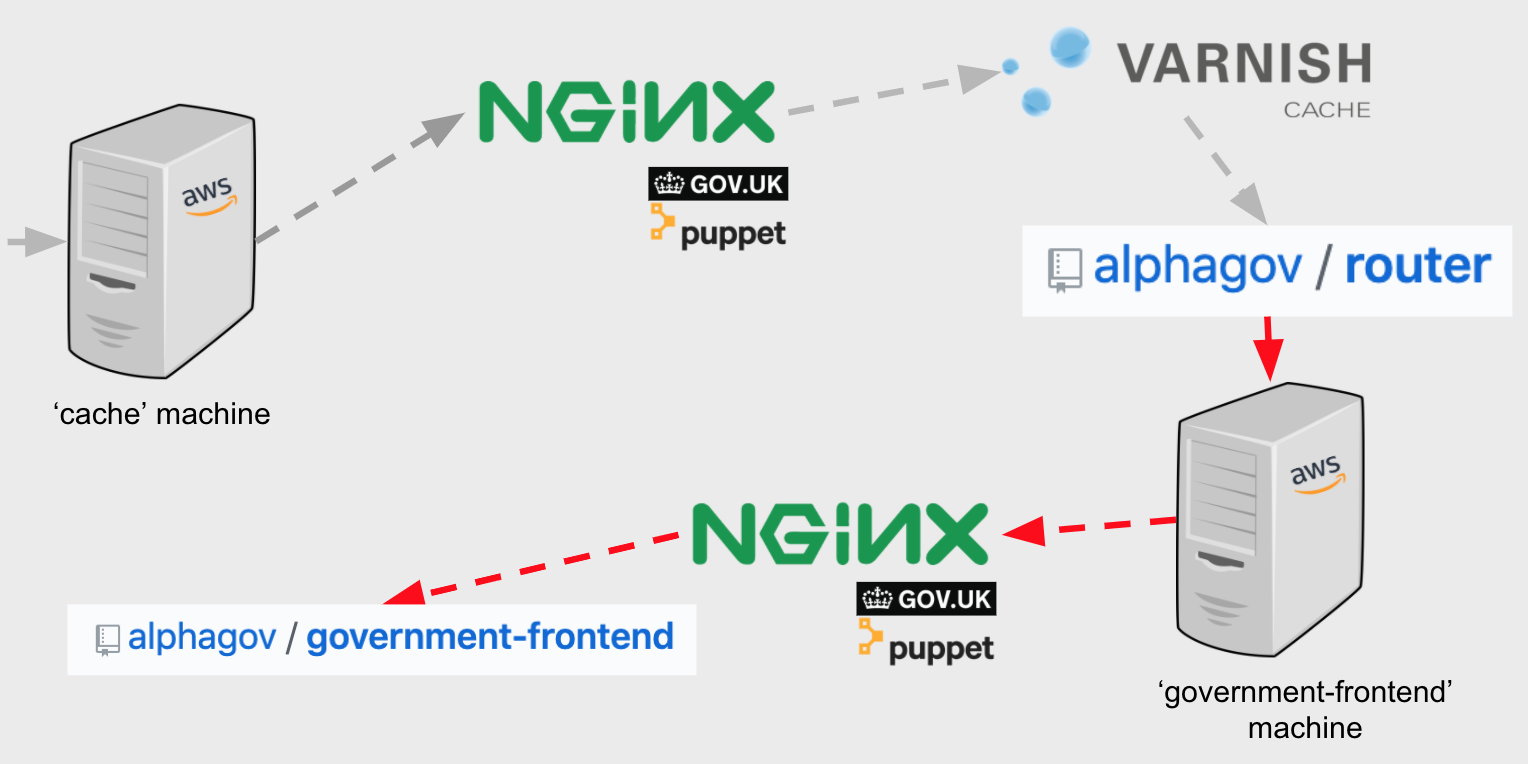 NGiNX
VARNISH
CACHE
aws
GOV.UK
puppet
alphagov / router
‘cache’ machine
aws
NGiNX
GOV.UK
puppet
alphagov / government-frontend
‘government-frontend’
machine